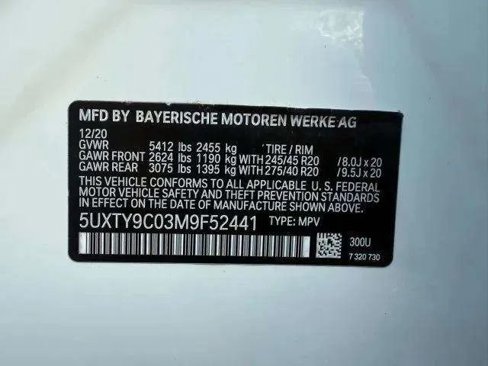 MFD BY BAYERISCHE MOTOREN WERKE AG
12/20
GVWR 5412 lbs 2455 kg TIRE / RIM
GAWR FRONT 2624 lbs 1190 kg WITH 245/45 R20 /8.0J x 20
GAWR REAR 3075 lbs 1395 kg WITH 275/40 R20 /9.5J x 20
THIS VEHICLE CONFORMS TO ALL APPLICABLE U. S. FEDERAL
MOTOR VEHICLE SAFETY AND THEFT PREVENTION STANDARDS
IN EFFECT ON THE DATE OF MANUFACTURE SHOWN ABOVE.
5UXTY9C03M9F52441 TYPE: MPV
300U
7 320 730